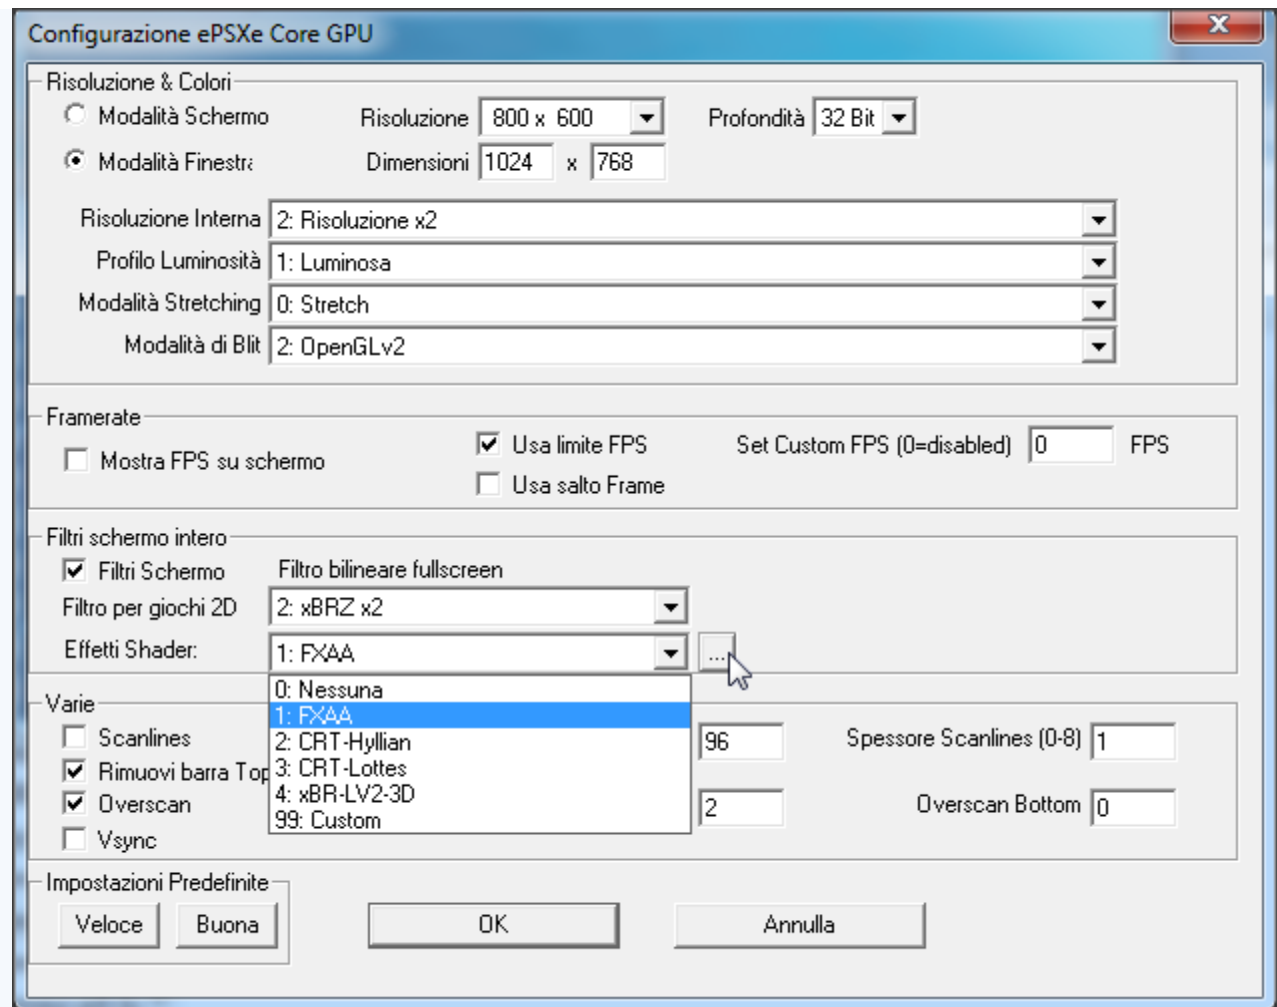 Configurazione ePSXe Core GPU
Risoluzione & Colori
Modalità Schermo Risoluzione 800 x 600 Profondità 32 Bit
Modalità Finestra Dimensioni 1024 x 768
Risoluzione Interna 2: Risoluzione x2
Profilo Luminosità 1: Luminosa
Modalità Stretching 0: Stretch
Modalità di Blit 2: OpenGLv2
Framerate
Mostra FPS su schermo
Usa limite FPS Set Custom FPS (0=disabled) 0 FPS
Usa salto Frame
Filtri schermo intero
Filtri Schermo Filtro bilineare fullscreen
Filtro per giochi 2D 2: xBRZ x2
Effetti Shader: 1: FXAA ...
0: Nessuna
1: FXAA
2: CRT-Hyllian
3: CRT-Lottes
4: xBR-LV2-3D
99: Custom
Varie
Scanlines 96 Spessore Scanlines (0-8) 1
Rimuovi barra Top
Overscan 2 Overscan Bottom 0
Vsync
Impostazioni Predefinite
Veloce Buona OK Annulla